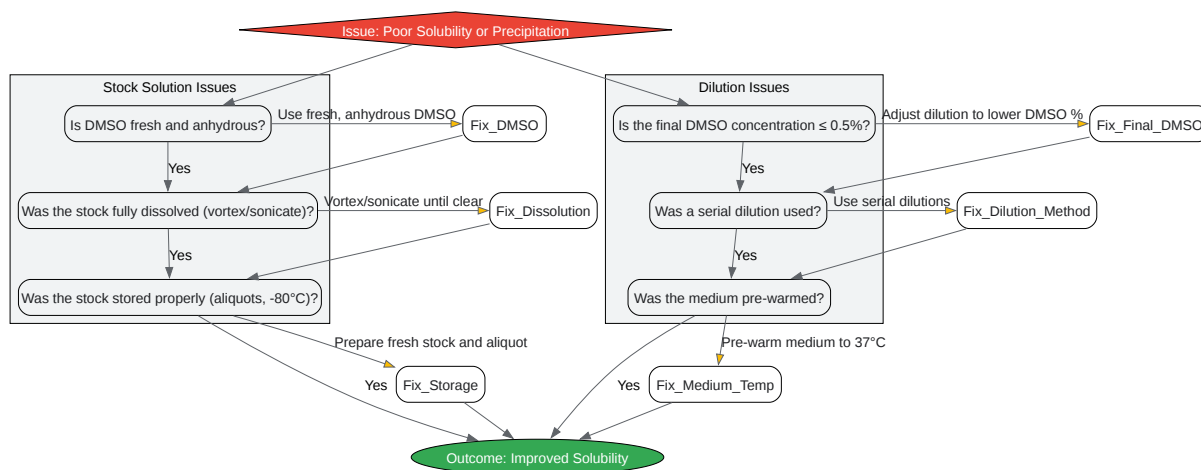 Issue: Poor Solubility or Precipitation
Stock Solution Issues
Dilution Issues
Is DMSO fresh and anhydrous?
Use fresh, anhydrous DMSO
Fix_DMSO
Is the final DMSO concentration ≤ 0.5%?
Adjust dilution to lower DMSO %
Fix_Final_DMSO
Yes
Yes
Was the stock fully dissolved (vortex/sonicate)?
Vortex/sonicate until clear
Fix_Dissolution
Was a serial dilution used?
Use serial dilutions
Fix_Dilution_Method
Yes
Yes
Was the stock stored properly (aliquots, -80°C)?
Was the medium pre-warmed?
Prepare fresh stock and aliquot
Pre-warm medium to 37°C
Yes
Fix_Storage
Yes
Fix_Medium_Temp
Outcome: Improved Solubility